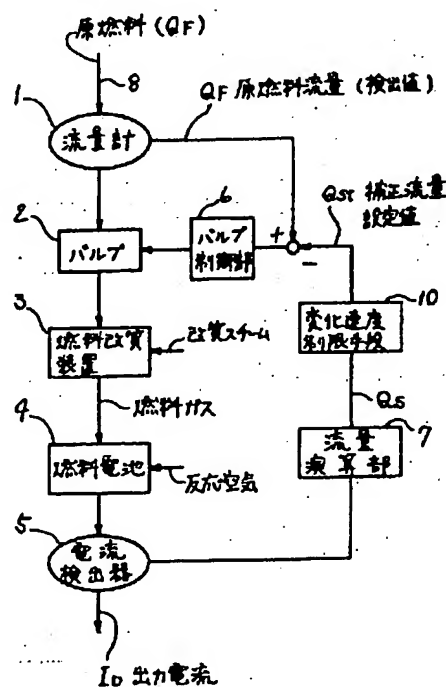 原燃料 (QF)
8
QF 原燃料流量 (検出値)
1
流量計
6
QST 補正流量
設定値
2
バルブ
バルブ
制御部
+
−
10
3
変化速度
制限手段
燃料改質
装置
改質スチーム
QS
燃料ガス
4
7
燃料電池
流量
演算部
反応空気
5
電流
検出器
ID 出力電流